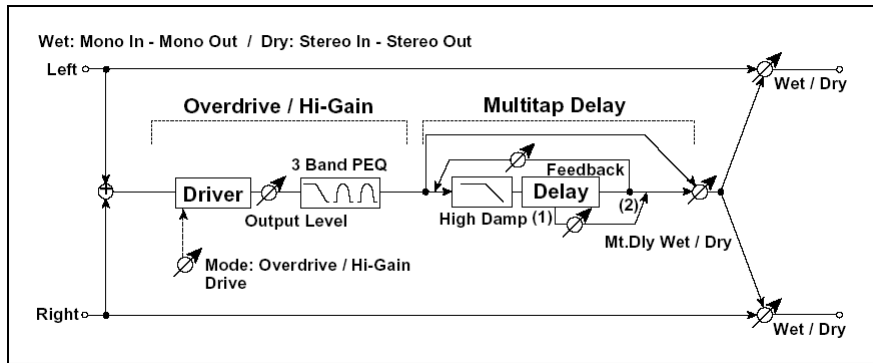 Wet: Mono In - Mono Out / Dry: Stereo In - Stereo Out
Left
Wet / Dry
Overdrive / Hi-Gain
Multitap Delay
3 Band PEQ
Feedback
Driver
Delay
Output Level
High Damp
(1)
(2)
Mt.Dly Wet / Dry
Mode: Overdrive / Hi-Gain
Drive
Right
Wet / Dry